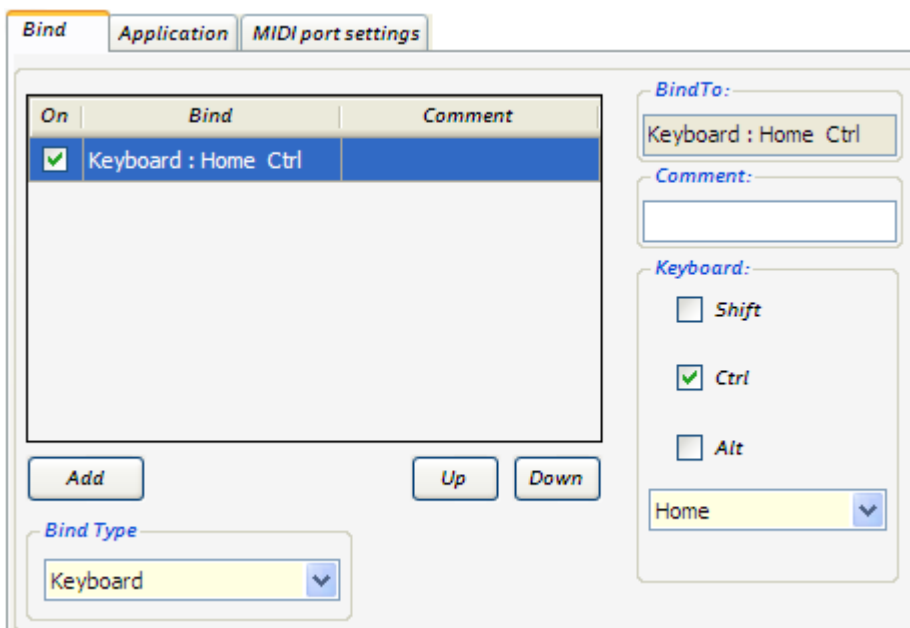 Bind Application MIDI port settings
On Bind Comment
Keyboard : Home Ctrl
BindTo:
Keyboard : Home Ctrl
Comment:
Keyboard:
Shift
Ctrl
Alt
Home
Add Up Down
Bind Type
Keyboard